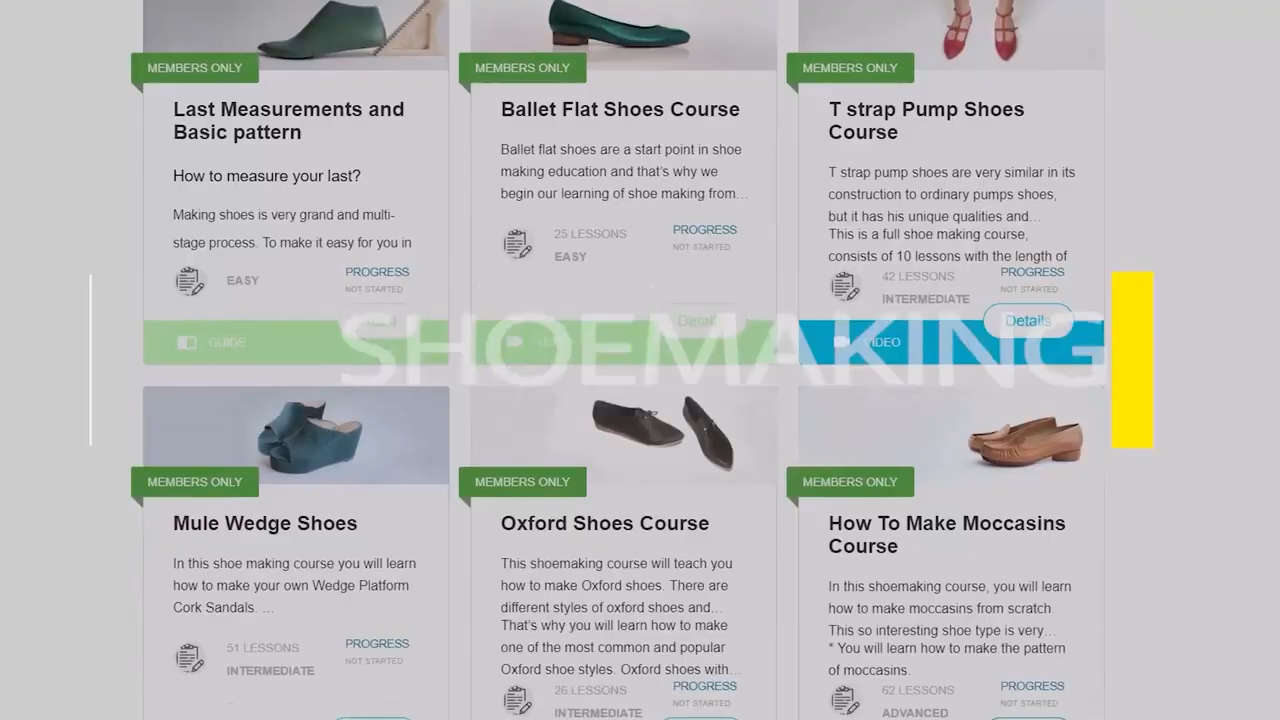 MEMBERS ONLY
Last Measurements and
Basic pattern
How to measure your last?
Making shoes is very grand and multi-
stage process. To make it easy for you in
EASY
PROGRESS
NOT STARTED
GUIDE
MEMBERS ONLY
Ballet Flat Shoes Course
Ballet flat shoes are a start point in shoe
making education and that's why we
begin our learning of shoe making from…
25 LESSONS
EASY
PROGRESS
NOT STARTED
Details
MEMBERS ONLY
T strap Pump Shoes
Course
T strap pump shoes are very similar in its
construction to ordinary pumps shoes,
but it has his unique qualities and…
This is a full shoe making course,
consists of 10 lessons with the length of
42 LESSONS
INTERMEDIATE
PROGRESS
NOT STARTED
Details
VIDEO
SHOEMAKING
MEMBERS ONLY
Mule Wedge Shoes
In this shoe making course you will learn
how to make your own Wedge Platform
Cork Sandals. …
51 LESSONS
INTERMEDIATE
PROGRESS
NOT STARTED
MEMBERS ONLY
Oxford Shoes Course
This shoemaking course will teach you
how to make Oxford shoes. There are
different styles of oxford shoes and…
That's why you will learn how to make
one of the most common and popular
Oxford shoe styles. Oxford shoes with…
26 LESSONS
INTERMEDIATE
PROGRESS
NOT STARTED
MEMBERS ONLY
How To Make Moccasins
Course
In this shoemaking course, you will learn
how to make moccasins from scratch.
This so interesting shoe type is very…
* You will learn how to make the pattern
of moccasins.
62 LESSONS
ADVANCED
PROGRESS
NOT STARTED